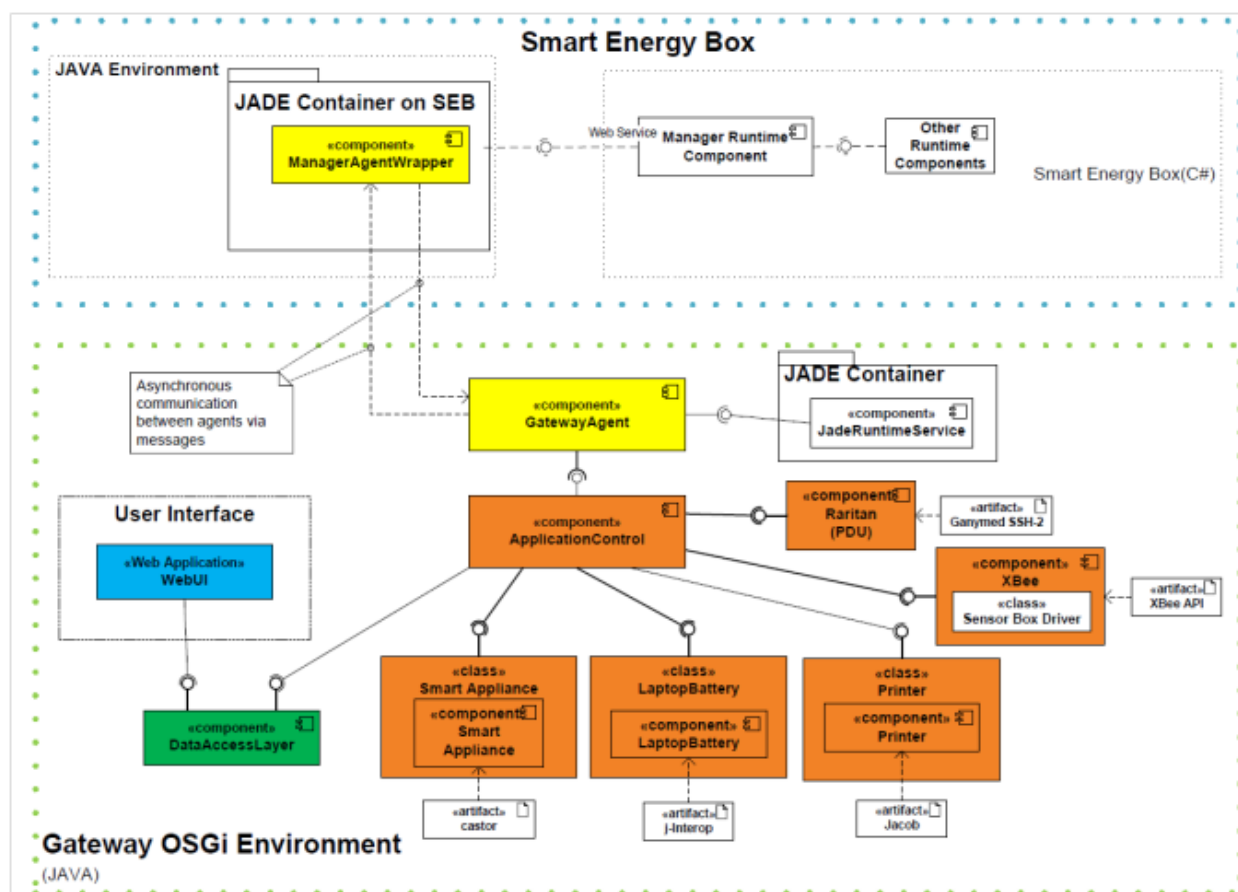 Smart Energy Box
JAVA Environment
JADE Container on SEB
«component»
ManagerAgentWrapper
Web Service
Manager Runtime
Component
Other
Runtime
Components
Smart Energy Box(C#)
Asynchronous
communication
between agents via
messages
«component»
GatewayAgent
JADE Container
«component»
JadeRuntimeService
User Interface
«Web Application»
WebUI
«component»
ApplicationControl
«component»
Raritan
(PDU)
«artifact»
Ganymed SSH-2
«component»
XBee
«class»
Sensor Box Driver
«artifact»
XBee API
«component»
DataAccessLayer
«class»
Smart Appliance
«component»
Smart
Appliance
«class»
LaptopBattery
«component»
LaptopBattery
«class»
Printer
«component»
Printer
«artifact»
castor
«artifact»
j-Interop
«artifact»
Jacob
Gateway OSGi Environment
(JAVA)